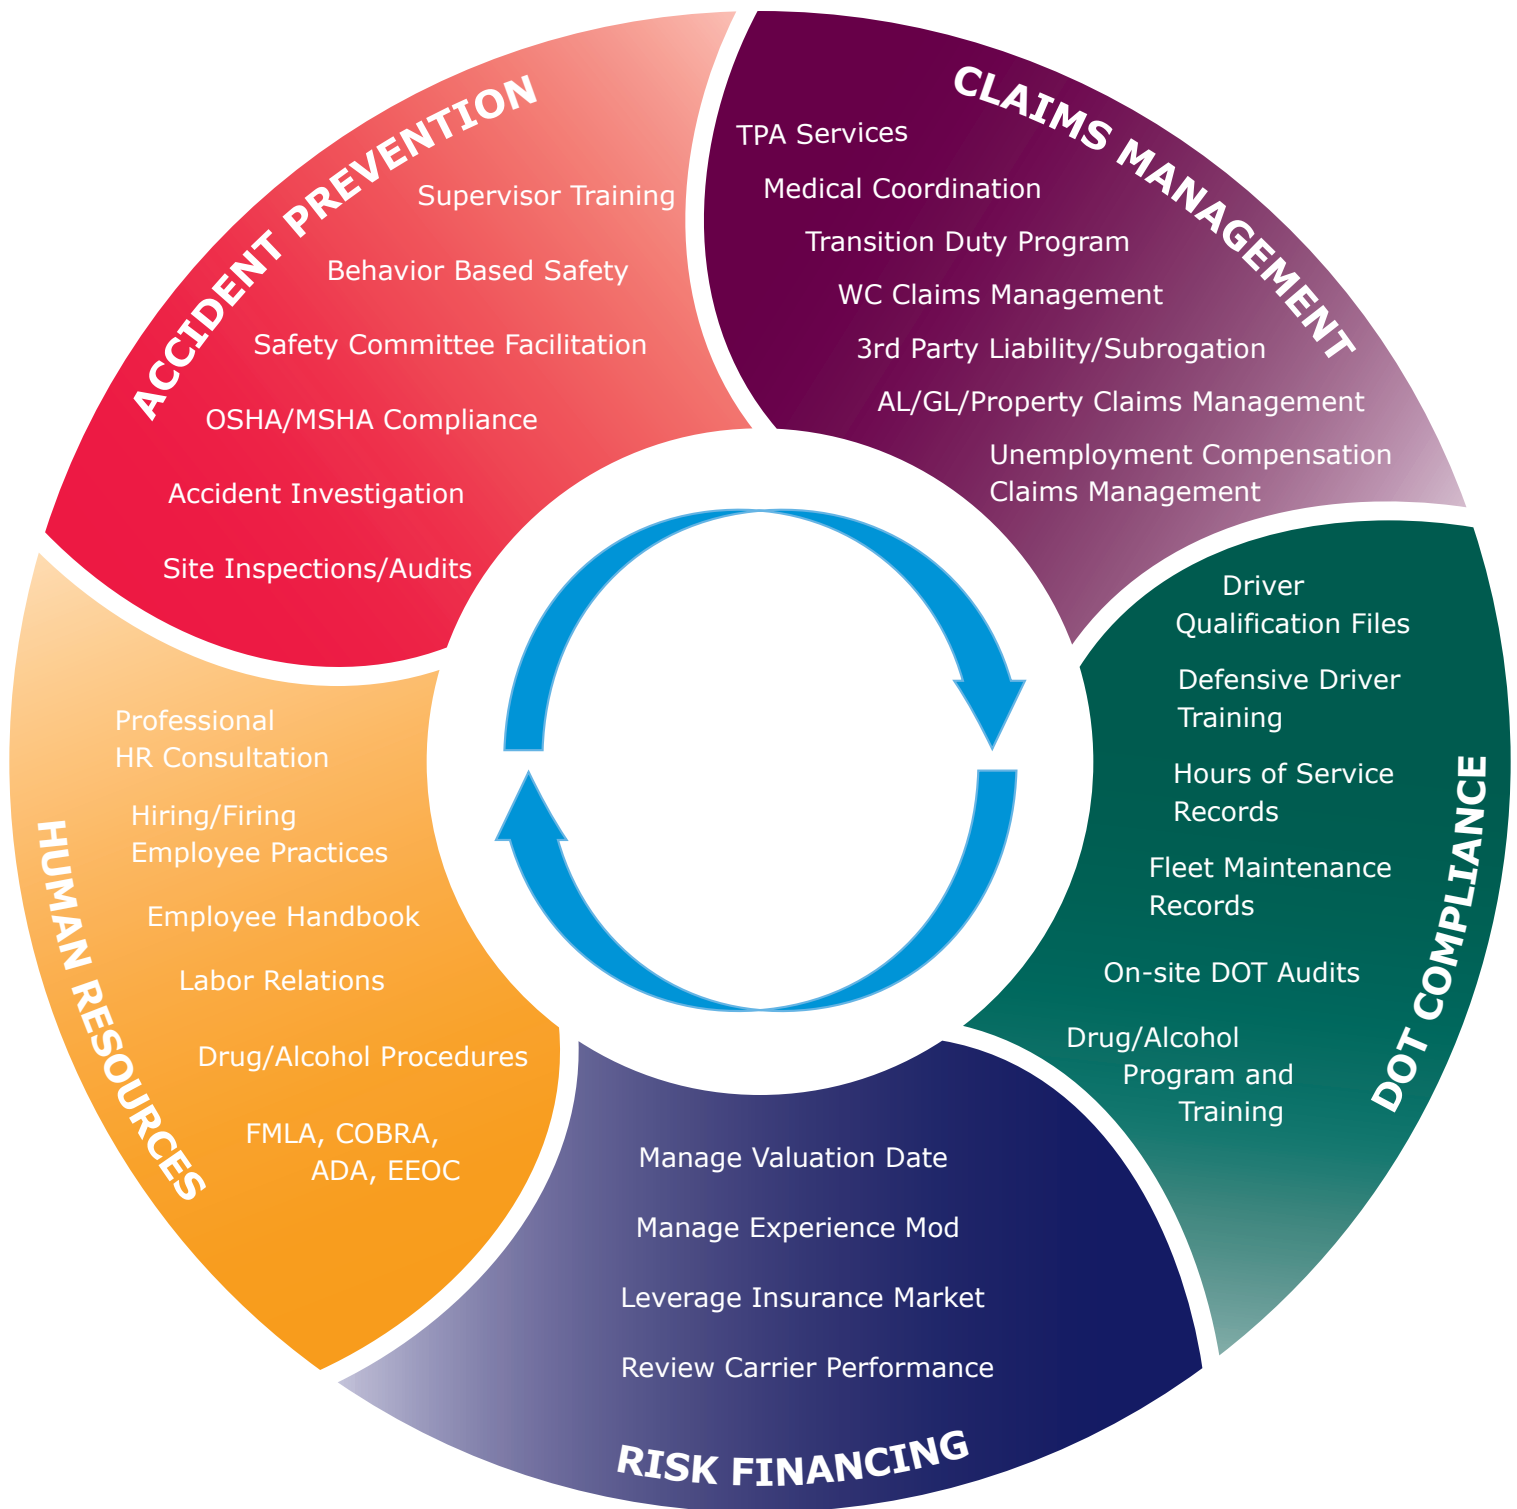 ACCIDENT PREVENTION
Supervisor Training
Behavior Based Safety
Safety Committee Facilitation
OSHA/MSHA Compliance
Accident Investigation
Site Inspections/Audits
CLAIMS MANAGEMENT
TPA Services
Medical Coordination
Transition Duty Program
WC Claims Management
3rd Party Liability/Subrogation
AL/GL/Property Claims Management
Unemployment Compensation
Claims Management
DOT COMPLIANCE
Driver
Qualification Files
Defensive Driver
Training
Hours of Service
Records
Fleet Maintenance
Records
On-site DOT Audits
Drug/Alcohol
Program and
Training
RISK FINANCING
Manage Valuation Date
Manage Experience Mod
Leverage Insurance Market
Review Carrier Performance
HUMAN RESOURCES
Professional
HR Consultation
Hiring/Firing
Employee Practices
Employee Handbook
Labor Relations
Drug/Alcohol Procedures
FMLA, COBRA,
ADA, EEOC